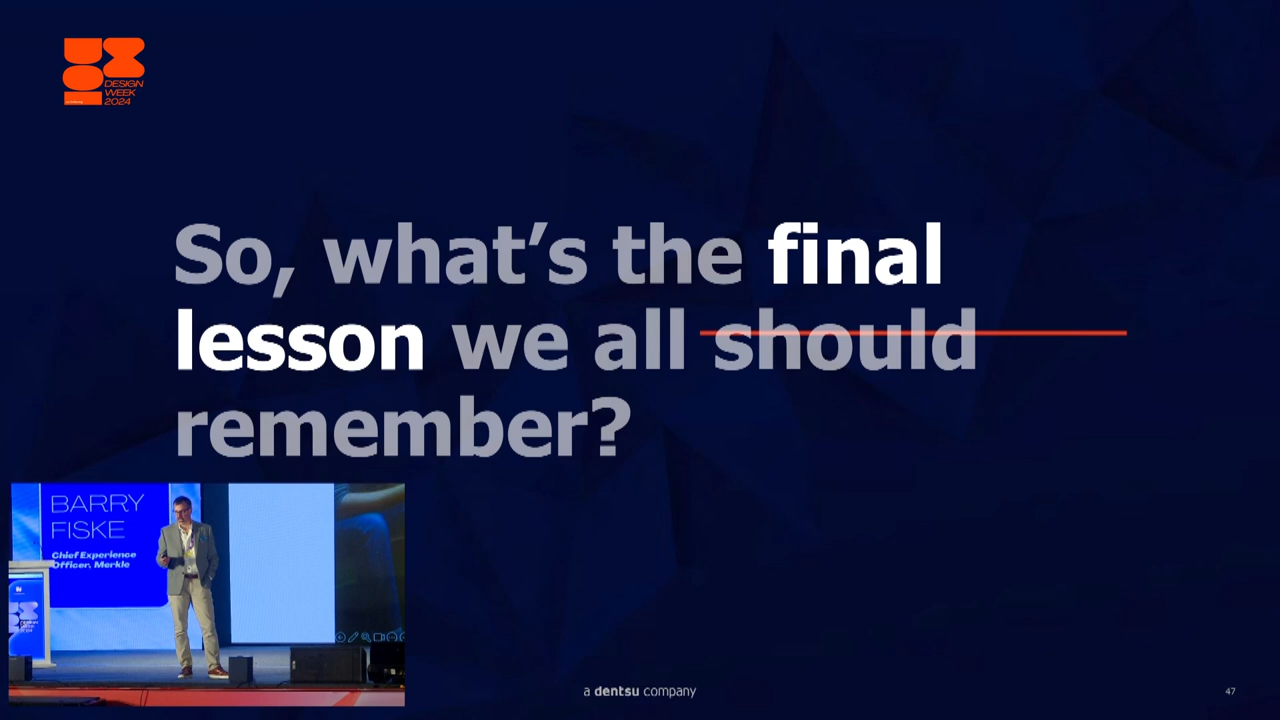 DESIGN
WEEK
2024
So, what's the final
lesson we all should
remember?
BARRY
FISKE
Chief Experience
Officer, Merkle
a dentsu company
47